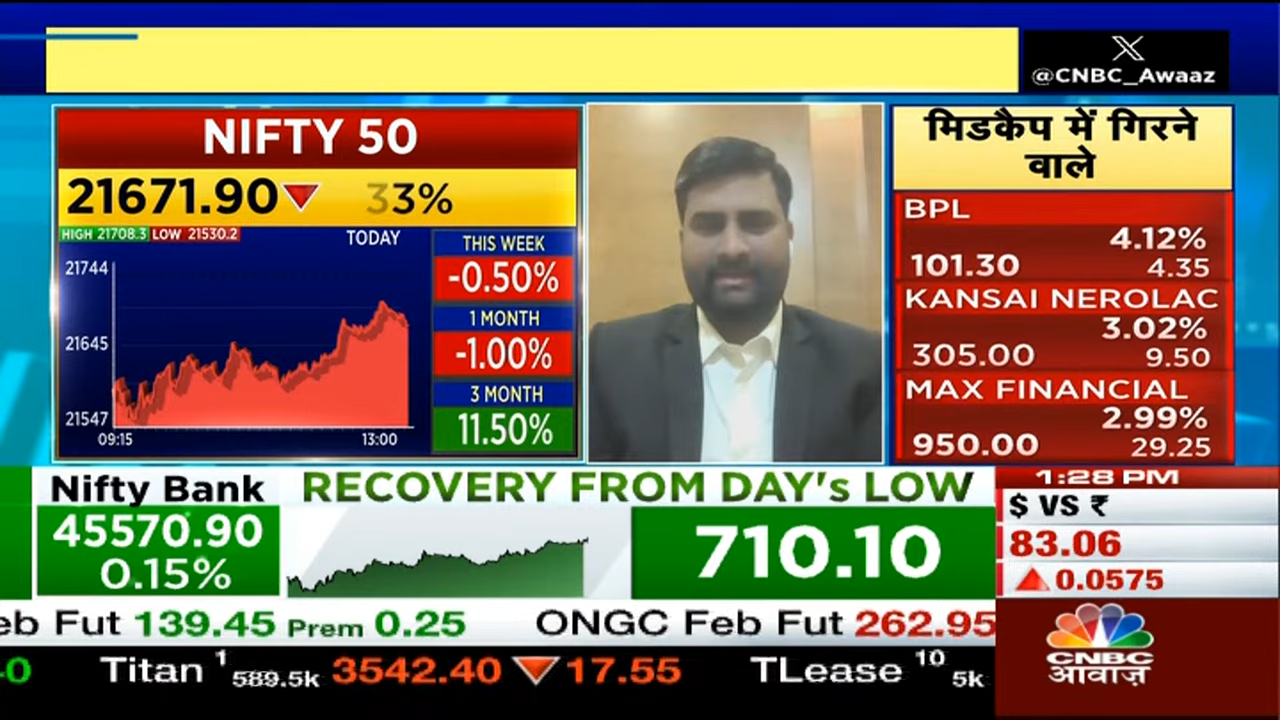 𝕏
@CNBC_Awaaz
NIFTY 50
21671.90 33%
HIGH 21708.3 LOW 21530.2
TODAY
21744
21645
21547
09:15 13:00
THIS WEEK
-0.50%
1 MONTH
-1.00%
3 MONTH
11.50%
मिडकैप में गिरने
वाले
BPL
4.12%
101.30 4.35
KANSAI NEROLAC
3.02%
305.00 9.50
MAX FINANCIAL
2.99%
950.00 29.25
Nifty Bank
45570.90
0.15%
RECOVERY FROM DAY's LOW
710.10
1:28 PM
$ VS ₹
83.06
0.0575
eb Fut 139.45 Prem 0.25 ONGC Feb Fut 262.95
0 Titan 1 589.5k 3542.40 17.55 TLease 10 5k
CNBC
आवाज़